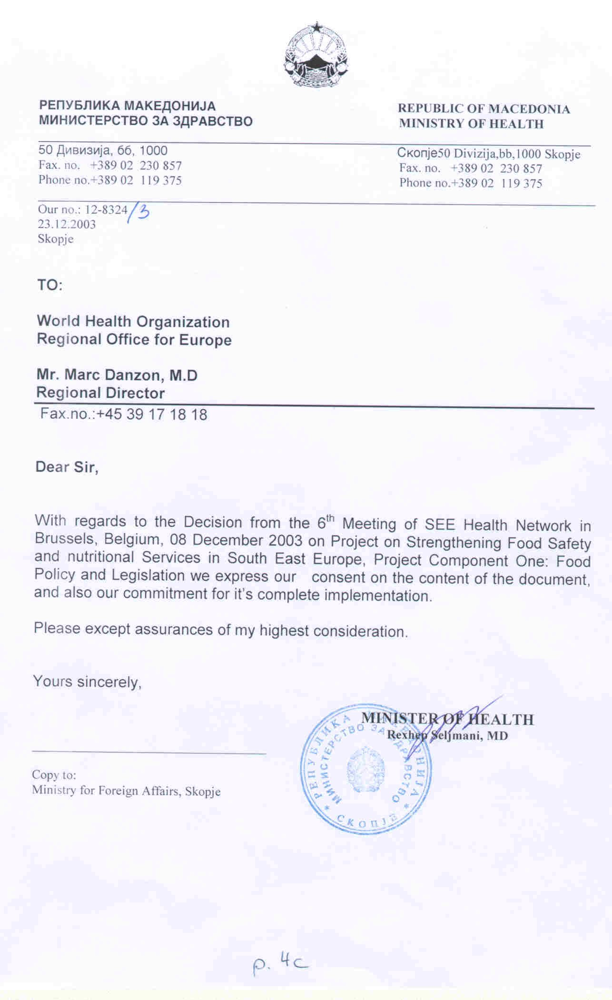 РЕПУБЛИКА МАКЕДОНИЈА
МИНИСТЕРСТВО ЗА ЗДРАВСТВО
REPUBLIC OF MACEDONIA
MINISTRY OF HEALTH
50 Дивизија, бб, 1000
Fax. no. +389 02 230 857
Phone no.+389 02 119 375
Скопје50 Divizija,bb,1000 Skopje
Fax. no. +389 02 230 857
Phone no.+389 02 119 375
Our no.: 12-8324/3
23.12.2003
Skopje
TO:
World Health Organization
Regional Office for Europe
Mr. Marc Danzon, M.D
Regional Director
Fax.no.:+45 39 17 18 18
Dear Sir,
With regards to the Decision from the 6th Meeting of SEE Health Network in
Brussels, Belgium, 08 December 2003 on Project on Strengthening Food Safety
and nutritional Services in South East Europe, Project Component One: Food
Policy and Legislation we express our consent on the content of the document,
and also our commitment for it's complete implementation.
Please except assurances of my highest consideration.
Yours sincerely,
MINISTER OF HEALTH
Rexhep Seljmani, MD
РЕПУБЛИКА МАКЕДОНИЈА
МИНИСТЕРСТВО ЗА ЗДРАВСТВО
* СКОПЈЕ *
Copy to:
Ministry for Foreign Affairs, Skopje
p. 4c